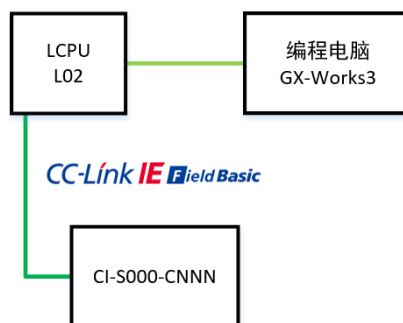 LCPU
L02
编程电脑
GX-Works3
CC-Link IE Field Basic
CI-S000-CNNN